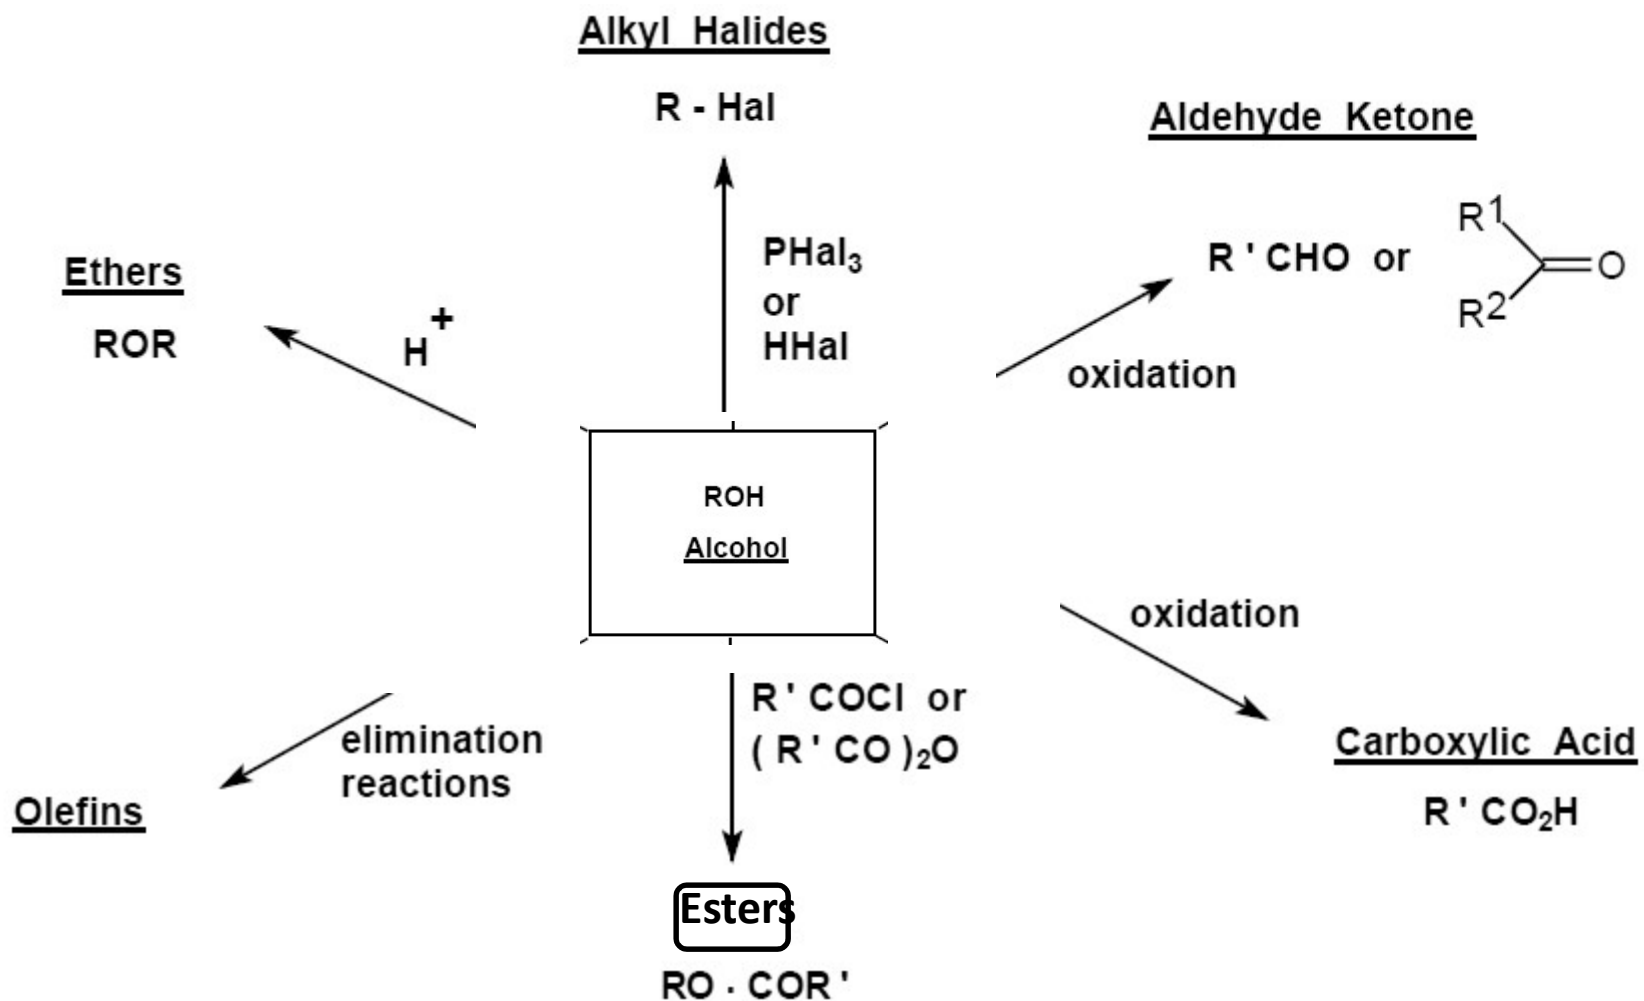 Alkyl Halides
R - Hal
Aldehyde Ketone
R ' CHO or
R1
R2
O
PHal3
or
HHal
Ethers
ROR
H+
oxidation
ROH
Alcohol
oxidation
R ' COCl or
( R ' CO )2O
elimination
reactions
Olefins
Carboxylic Acid
R ' CO2H
Esters
RO . COR '